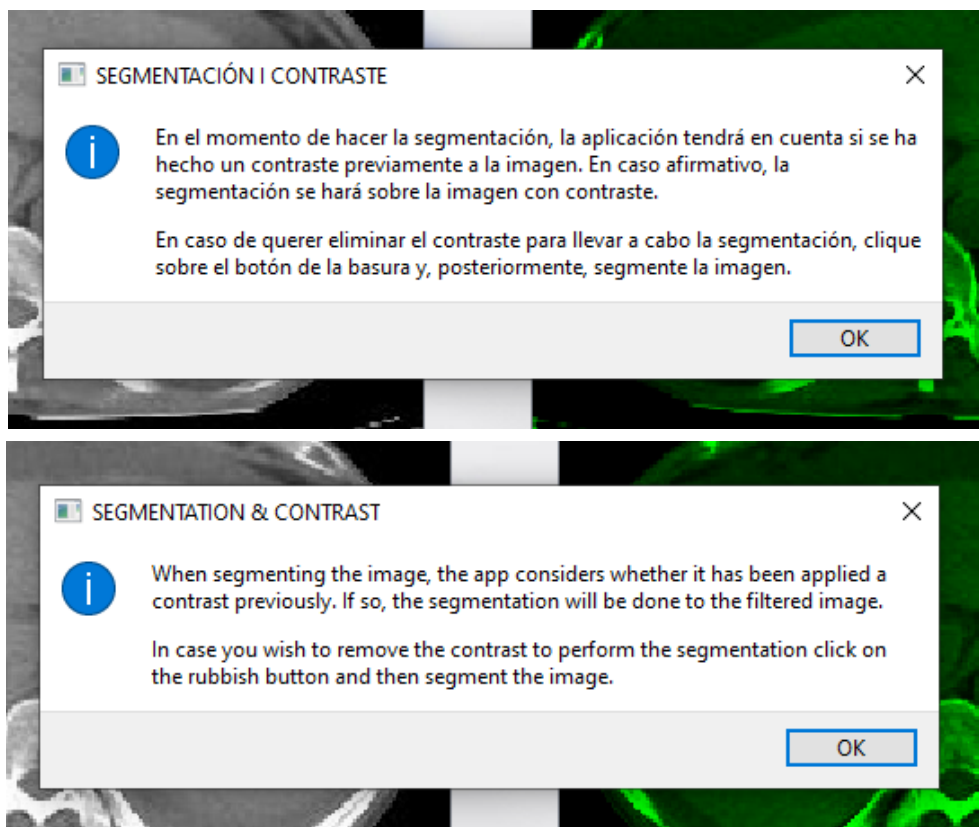 SEGMENTACIÓN I CONTRASTE
En el momento de hacer la segmentación, la aplicación tendrá en cuenta si se ha
hecho un contraste previamente a la imagen. En caso afirmativo, la
segmentación se hará sobre la imagen con contraste.
En caso de querer eliminar el contraste para llevar a cabo la segmentación, clique
sobre el botón de la basura y, posteriormente, segmente la imagen.
OK
SEGMENTATION & CONTRAST
When segmenting the image, the app considers whether it has been applied a
contrast previously. If so, the segmentation will be done to the filtered image.
In case you wish to remove the contrast to perform the segmentation click on
the rubbish button and then segment the image.
OK